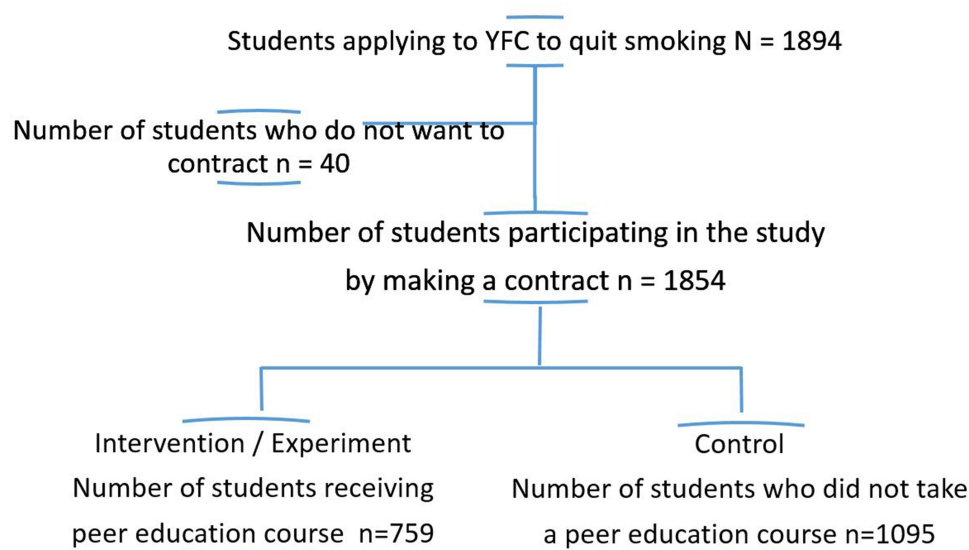 Students applying to YFC to quit smoking N = 1894
Number of students who do not want to
contract n = 40
Number of students participating in the study
by making a contract n = 1854
Intervention / Experiment
Number of students receiving
peer education course n=759
Control
Number of students who did not take
a peer education course n=1095